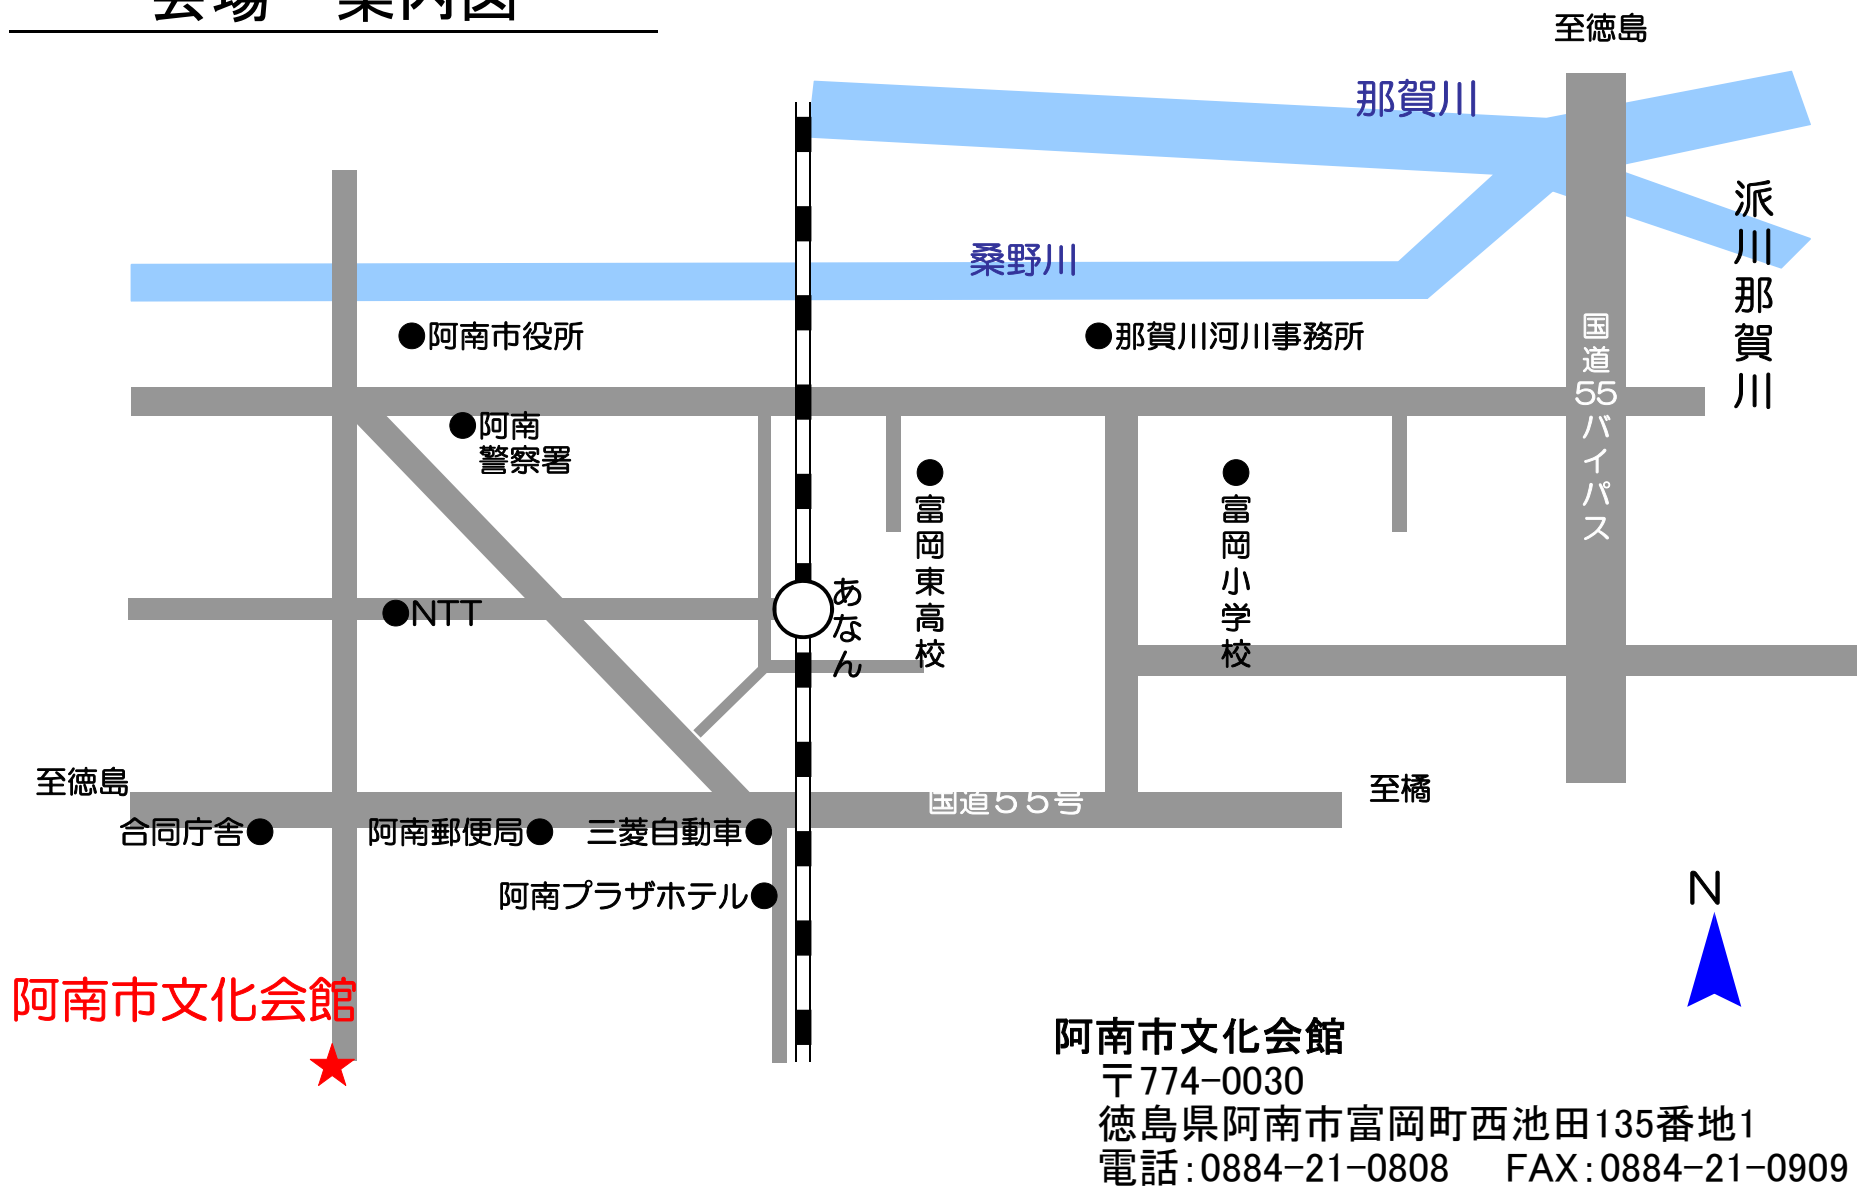 会場　案内図
至徳島
那賀川
派川那賀川
桑野川
阿南市役所
那賀川河川事務所
国道55バイパス
阿南
警察署
富岡東高校
富岡小学校
あなん
NTT
至徳島
国道５５号
至橘
合同庁舎
阿南郵便局
三菱自動車
阿南プラザホテル
N
阿南市文化会館
阿南市文化会館
〒774-0030
徳島県阿南市富岡町西池田135番地1
電話:0884-21-0808　FAX:0884-21-0909